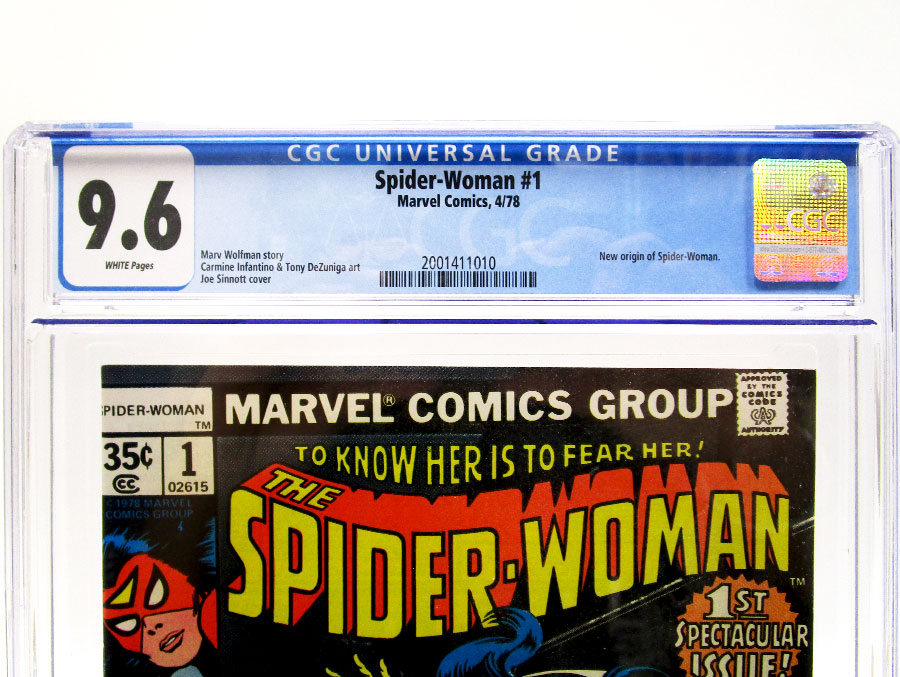 CGC UNIVERSAL GRADE
9.6
WHITE Pages
Spider-Woman #1
Marvel Comics, 4/78
Marv Wolfman story
Carmine Infantino & Tony DeZuniga art
Joe Sinnott cover
2001411010
New origin of Spider-Woman.
CGC
SPIDER-WOMAN
TM
MARVEL® COMICS GROUP
APPROVED
BY THE
COMICS
CODE
AUTHORITY
35¢
CC
1
02615
© 1978 MARVEL
COMICS GROUP
4
TO KNOW HER IS TO FEAR HER!
THE
SPIDER-WOMAN
TM
1ST
SPECTACULAR
ISSUE!